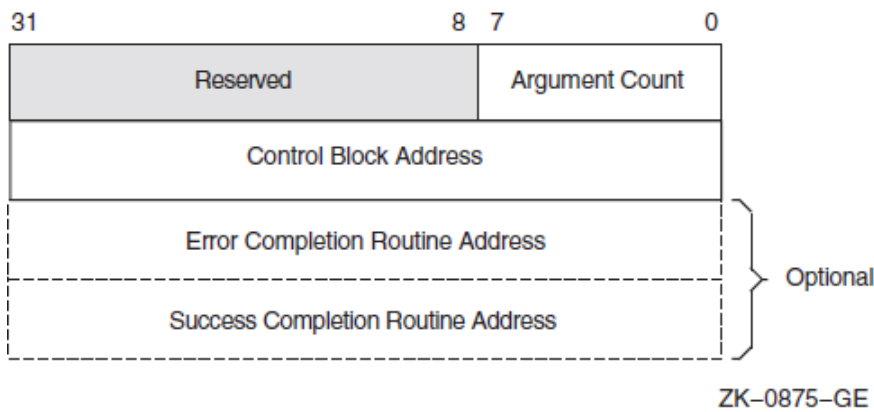 31 8 7 0
Reserved Argument Count
Control Block Address
Error Completion Routine Address
Optional
Success Completion Routine Address
ZK–0875–GE